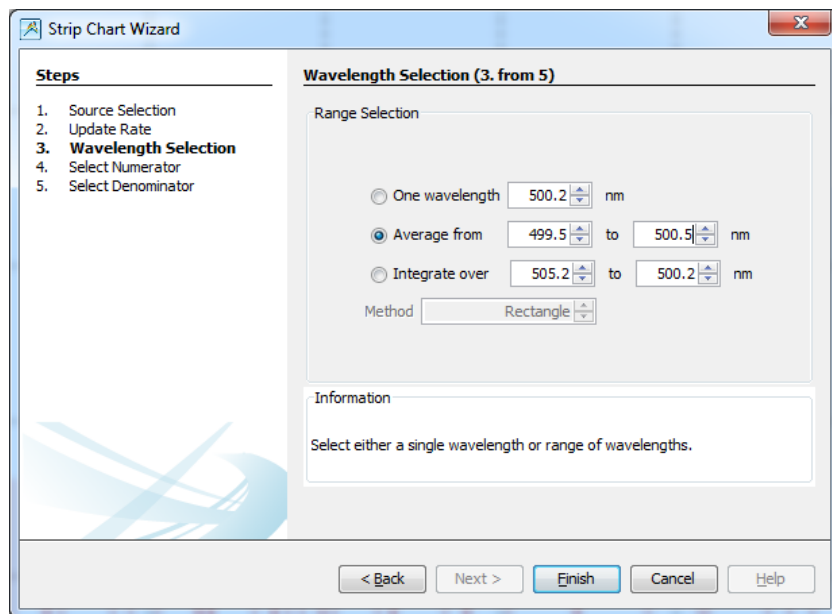 Strip Chart Wizard
Steps
1. Source Selection
2. Update Rate
3. Wavelength Selection
4. Select Numerator
5. Select Denominator
Wavelength Selection (3. from 5)
Range Selection
One wavelength 500.2 nm
Average from 499.5 to 500.5 nm
Integrate over 505.2 to 500.2 nm
Method Rectangle
Information
Select either a single wavelength or range of wavelengths.
< Back Next > Finish Cancel Help